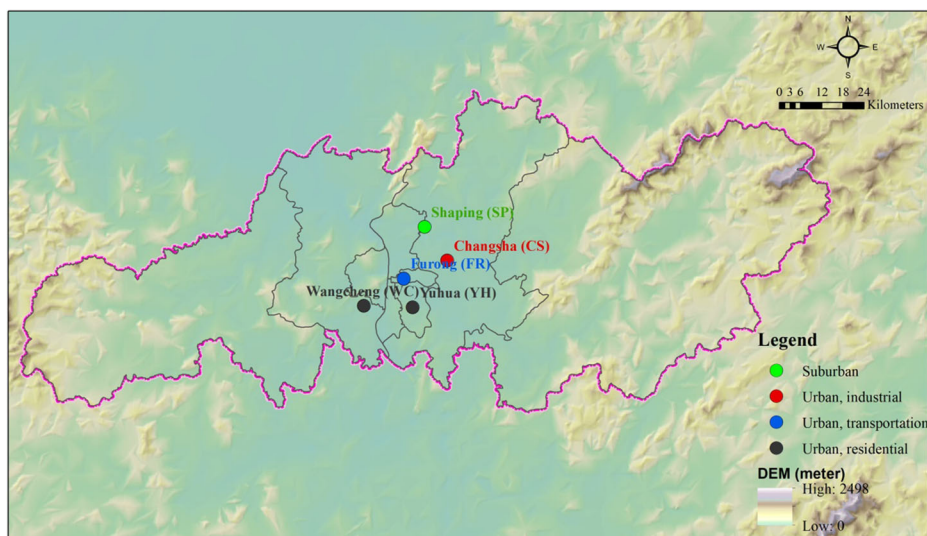 N
W E
S
0 3 6 12 18 24
Kilometers
Shaping (SP)
Changsha (CS)
Furong (FR)
Wangcheng (WC)
Yuhua (YH)
Legend
Suburban
Urban, industrial
Urban, transportation
Urban, residential
DEM (meter)
High: 2498
Low: 0